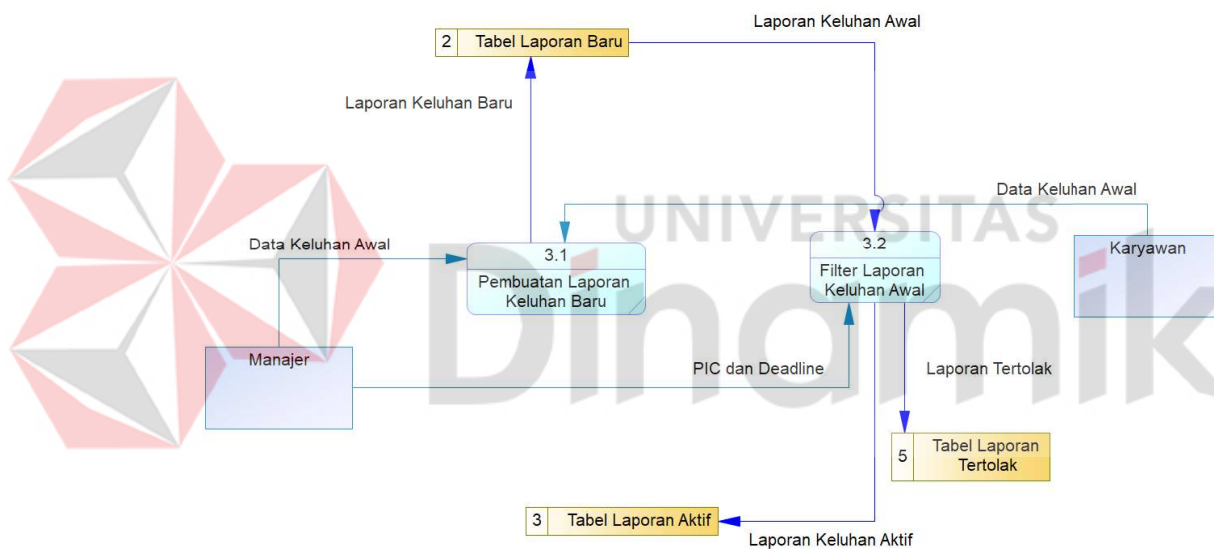 Laporan Keluhan Awal
2 Tabel Laporan Baru
Laporan Keluhan Baru
UNIVERSITAS
Data Keluhan Awal
Data Keluhan Awal
3.1
Pembuatan Laporan
Keluhan Baru
3.2
Filter Laporan
Keluhan Awal
Karyawan
Dinamika
Manajer
PIC dan Deadline
Laporan Tertolak
5 Tabel Laporan
Tertolak
3 Tabel Laporan Aktif
Laporan Keluhan Aktif